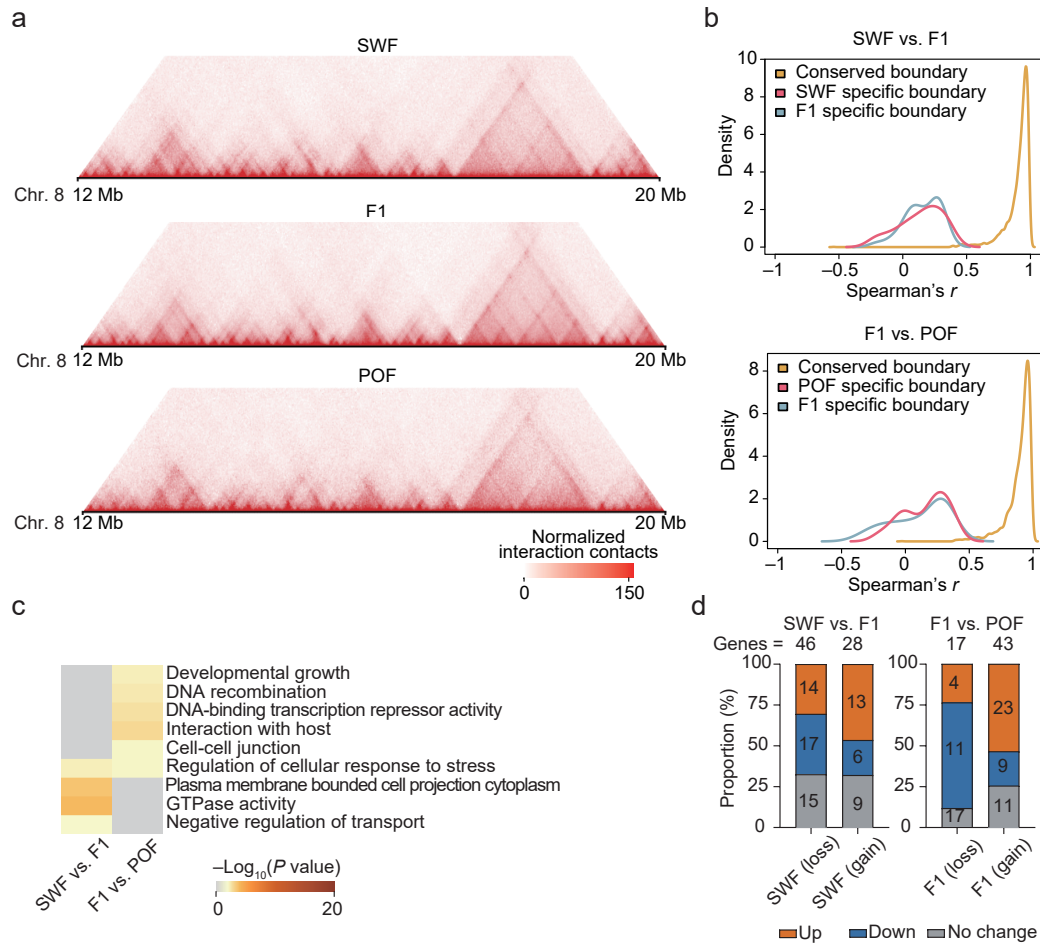 a
SWF
Chr. 8 12 Mb 20 Mb
F1
Chr. 8 12 Mb 20 Mb
POF
Chr. 8 12 Mb 20 Mb
Normalized
interaction contacts
0 150
b
SWF vs. F1
10
8
6
4
2
0
Density
Conserved boundary
SWF specific boundary
F1 specific boundary
−1 −0.5 0 0.5 1
Spearman's r
F1 vs. POF
8
6
4
2
0
Density
Conserved boundary
POF specific boundary
F1 specific boundary
−1 −0.5 0 0.5 1
Spearman's r
c
Developmental growth
DNA recombination
DNA-binding transcription repressor activity
Interaction with host
Cell-cell junction
Regulation of cellular response to stress
Plasma membrane bounded cell projection cytoplasm
GTPase activity
Negative regulation of transport
SWF vs. F1
F1 vs. POF
−Log10(P value)
0 20
d
SWF vs. F1 F1 vs. POF
Genes = 46 28 17 43
Proportion (%)
100
75
50
25
0
14
17
15
13
6
9
SWF (loss)
SWF (gain)
100
75
50
25
0
4
11
17
23
9
11
F1 (loss)
F1 (gain)
Up Down No change